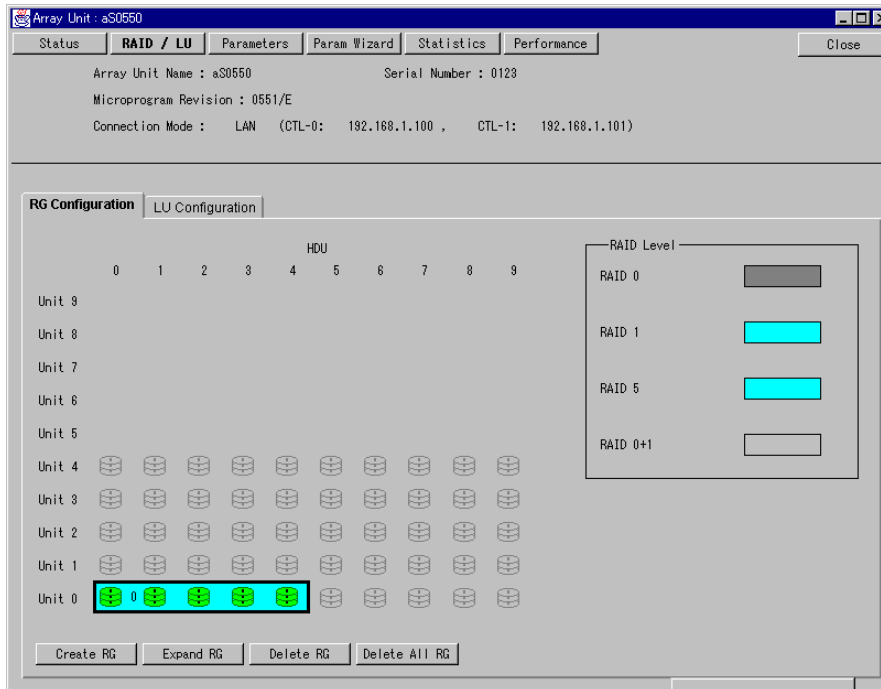 Array Unit : aS0550
Status RAID / LU Parameters Param Wizard Statistics Performance Close
Array Unit Name : aS0550 Serial Number : 0123
Microprogram Revision : 0551/E
Connection Mode : LAN (CTL-0: 192.168.1.100 , CTL-1: 192.168.1.101)
RG Configuration LU Configuration
HDU
0 1 2 3 4 5 6 7 8 9
Unit 9
Unit 8
Unit 7
Unit 6
Unit 5
Unit 4
Unit 3
Unit 2
Unit 1
Unit 0 0
RAID Level
RAID 0
RAID 1
RAID 5
RAID 0+1
Create RG Expand RG Delete RG Delete All RG